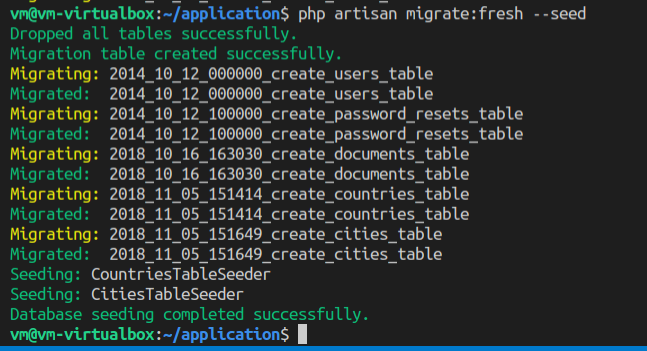 vm@vm-virtualbox:~/application$ php artisan migrate:fresh --seed
Dropped all tables successfully.
Migration table created successfully.
Migrating: 2014_10_12_000000_create_users_table
Migrated:  2014_10_12_000000_create_users_table
Migrating: 2014_10_12_100000_create_password_resets_table
Migrated:  2014_10_12_100000_create_password_resets_table
Migrating: 2018_10_16_163030_create_documents_table
Migrated:  2018_10_16_163030_create_documents_table
Migrating: 2018_11_05_151414_create_countries_table
Migrated:  2018_11_05_151414_create_countries_table
Migrating: 2018_11_05_151649_create_cities_table
Migrated:  2018_11_05_151649_create_cities_table
Seeding: CountriesTableSeeder
Seeding: CitiesTableSeeder
Database seeding completed successfully.
vm@vm-virtualbox:~/application$